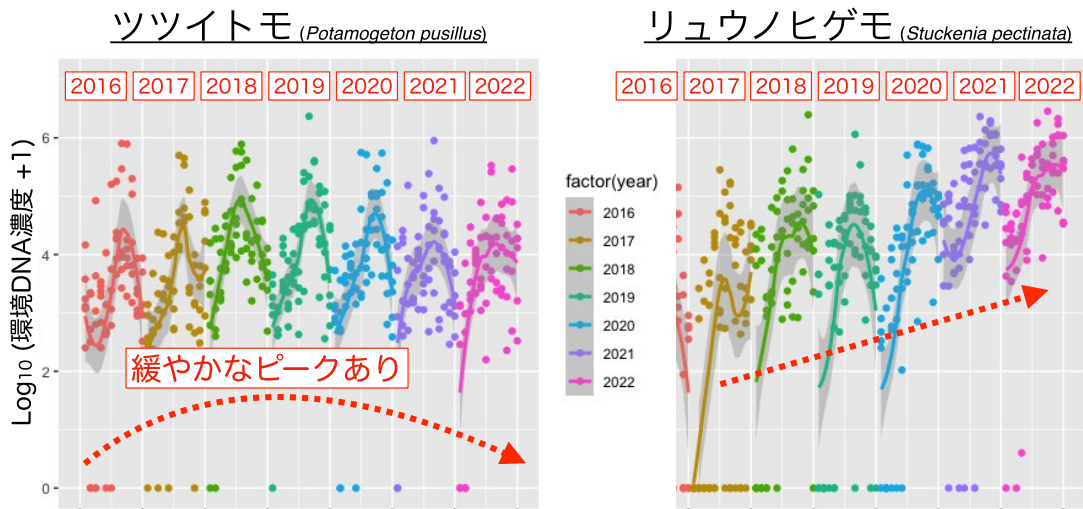 ツツイトモ (Potamogeton pusillus)
リュウノヒゲモ (Stuckenia pectinata)
2016 2017 2018 2019 2020 2021 2022
2016 2017 2018 2019 2020 2021 2022
Log10 (環境DNA濃度 +1)
6
4
2
0
緩やかなピークあり
factor(year)
2016
2017
2018
2019
2020
2021
2022